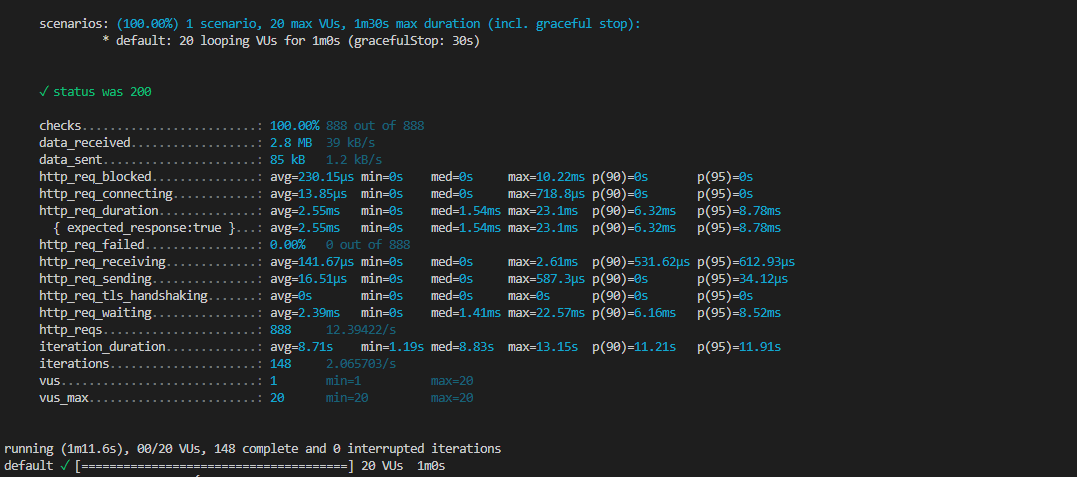 scenarios: (100.00%) 1 scenario, 20 max VUs, 1m30s max duration (incl. graceful stop):
* default: 20 looping VUs for 1m0s (gracefulStop: 30s)
✓ status was 200
checks.........................: 100.00% 888 out of 888
data_received..................: 2.8 MB 39 kB/s
data_sent......................: 85 kB 1.2 kB/s
http_req_blocked...............: avg=230.15µs min=0s med=0s max=10.22ms p(90)=0s p(95)=0s
http_req_connecting............: avg=13.85µs min=0s med=0s max=718.8µs p(90)=0s p(95)=0s
http_req_duration..............: avg=2.55ms min=0s med=1.54ms max=23.1ms p(90)=6.32ms p(95)=8.78ms
{ expected_response:true }...: avg=2.55ms min=0s med=1.54ms max=23.1ms p(90)=6.32ms p(95)=8.78ms
http_req_failed................: 0.00% 0 out of 888
http_req_receiving.............: avg=141.67µs min=0s med=0s max=2.61ms p(90)=531.62µs p(95)=612.93µs
http_req_sending...............: avg=16.51µs min=0s med=0s max=587.3µs p(90)=0s p(95)=34.12µs
http_req_tls_handshaking.......: avg=0s min=0s med=0s max=0s p(90)=0s p(95)=0s
http_req_waiting...............: avg=2.39ms min=0s med=1.41ms max=22.57ms p(90)=6.16ms p(95)=8.52ms
http_reqs......................: 888 12.39422/s
iteration_duration.............: avg=8.71s min=1.19s med=8.83s max=13.15s p(90)=11.21s p(95)=11.91s
iterations.....................: 148 2.065703/s
vus............................: 1 min=1 max=20
vus_max........................: 20 min=20 max=20
running (1m11.6s), 00/20 VUs, 148 complete and 0 interrupted iterations
default ✓ [======================================] 20 VUs 1m0s